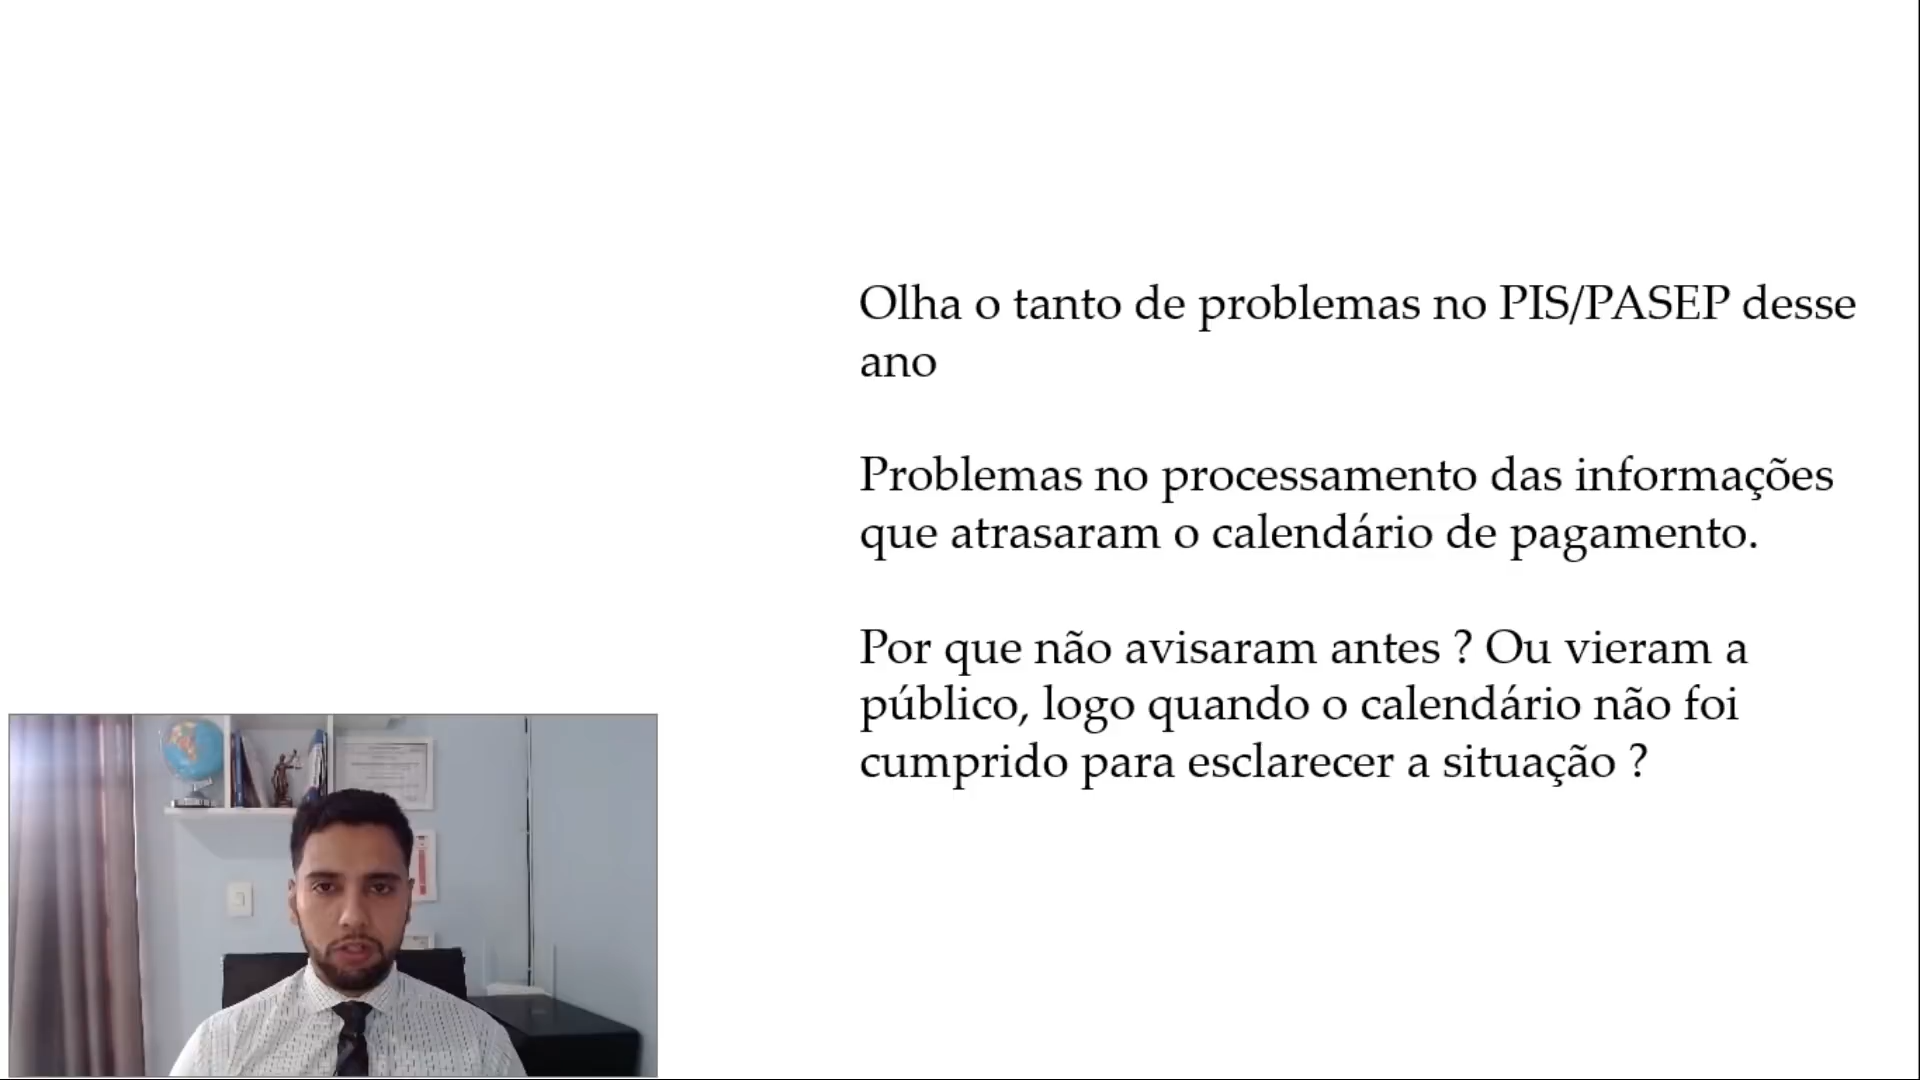 Olha o tanto de problemas no PIS/PASEP desse
ano
Problemas no processamento das informações
que atrasaram o calendário de pagamento.
Por que não avisaram antes ? Ou vieram a
público, logo quando o calendário não foi
cumprido para esclarecer a situação ?